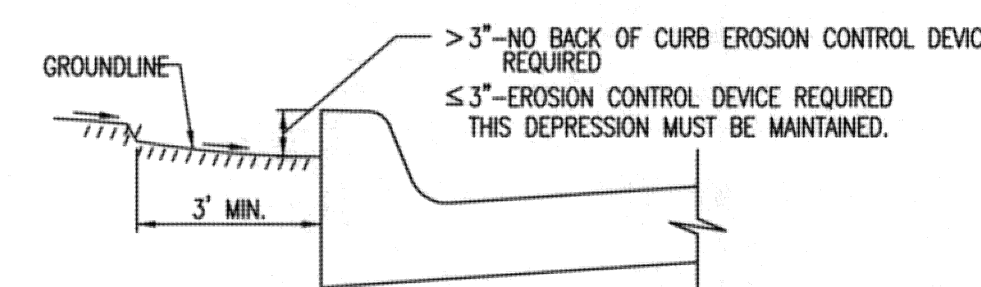 > 3"-NO BACK OF CURB EROSION CONTROL DEVIC
REQUIRED
GROUNDLINE
≤ 3"-EROSION CONTROL DEVICE REQUIRED
THIS DEPRESSION MUST BE MAINTAINED.
3' MIN.